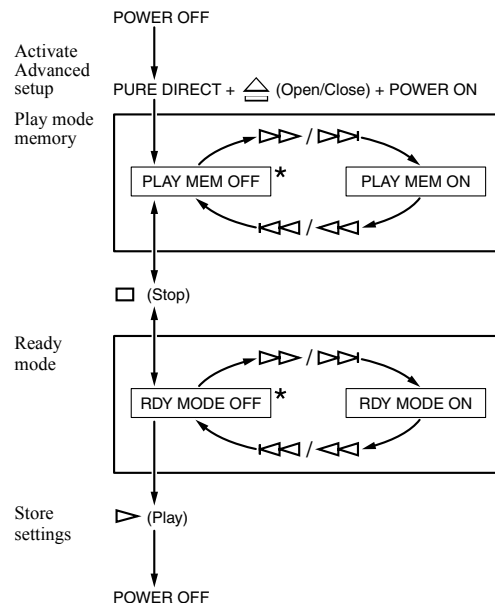 POWER OFF
Activate
Advanced
setup
PURE DIRECT + (Open/Close) + POWER ON
Play mode
memory
/
PLAY MEM OFF * PLAY MEM ON
/
(Stop)
Ready
mode
/
RDY MODE OFF * RDY MODE ON
/
Store
settings
(Play)
POWER OFF